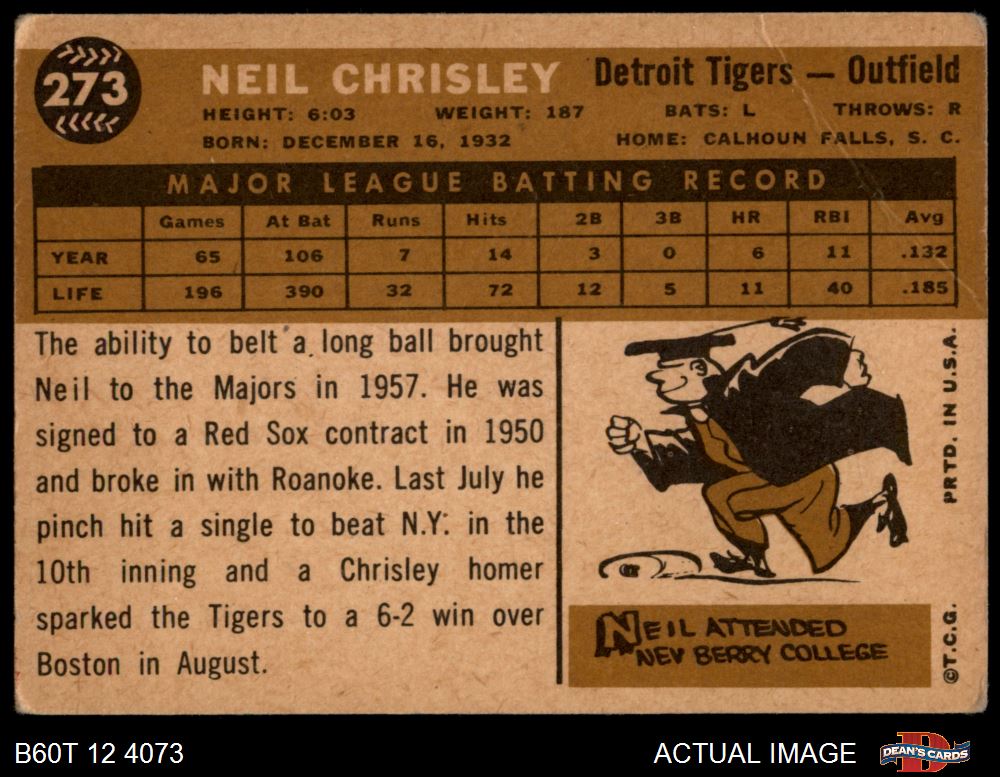 273
NEIL CHRISLEY
Detroit Tigers — Outfield
HEIGHT: 6:03 WEIGHT: 187 BATS: L THROWS: R
BORN: DECEMBER 16, 1932 HOME: CALHOUN FALLS, S. C.
MAJOR LEAGUE BATTING RECORD
Games At Bat Runs Hits 2B 3B HR RBI Avg
YEAR 65 106 7 14 3 0 6 11 .132
LIFE 196 390 32 72 12 5 11 40 .185
The ability to belt a long ball brought
Neil to the Majors in 1957. He was
signed to a Red Sox contract in 1950
and broke in with Roanoke. Last July he
pinch hit a single to beat N.Y. in the
10th inning and a Chrisley homer
sparked the Tigers to a 6-2 win over
Boston in August.
NEIL ATTENDED
NEV BERRY COLLEGE
PRTD. IN U.S.A.
©T.C.G.
B60T 12 4073
ACTUAL IMAGE
DEAN'S CARDS